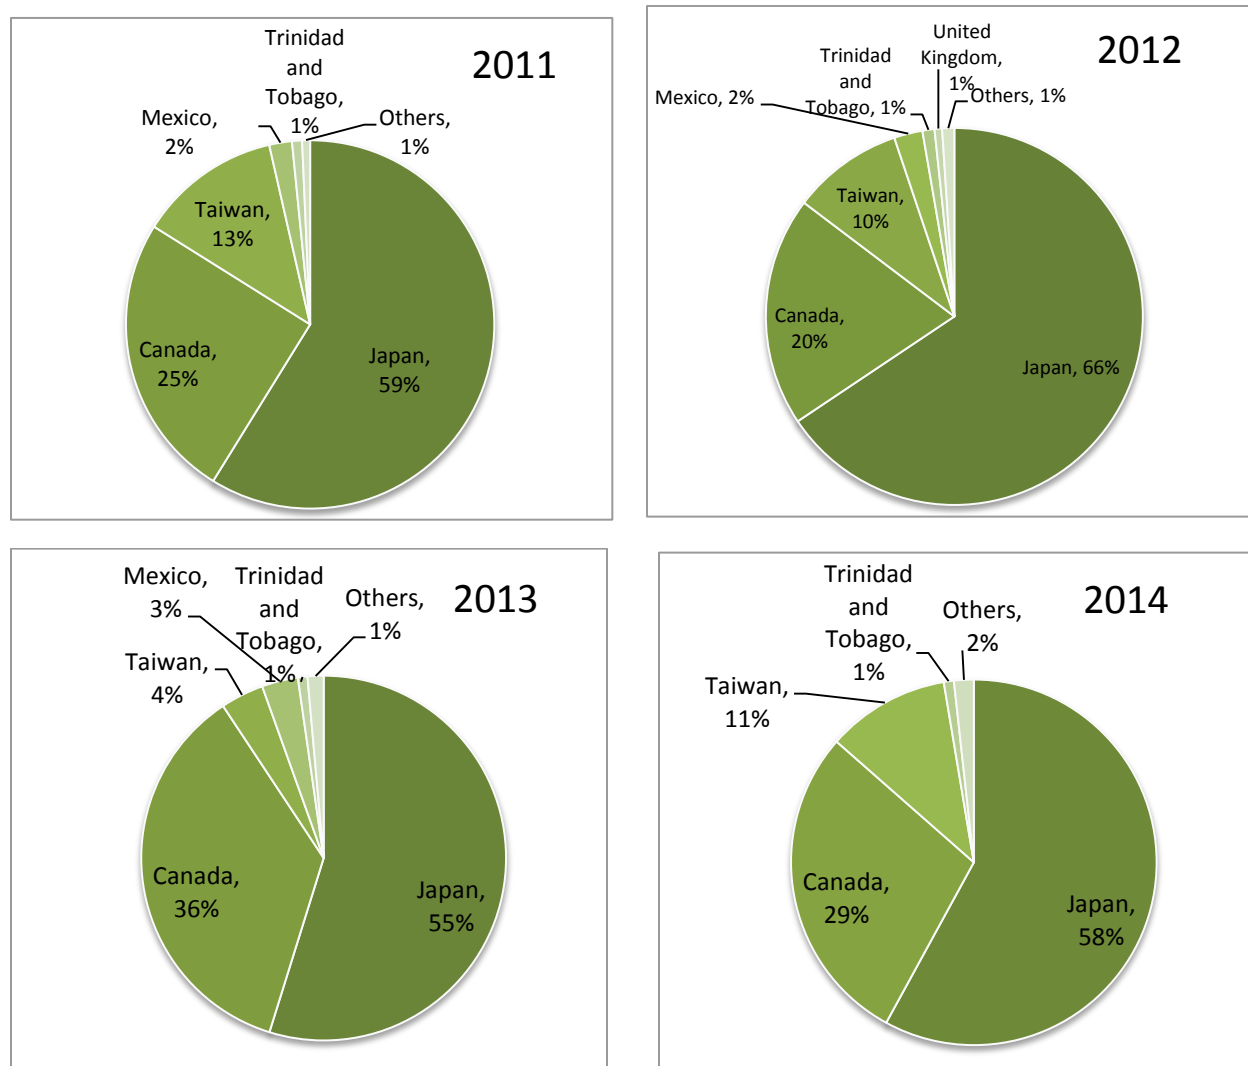 2011
Trinidad
and
Tobago,
1%
Mexico,
2%
Others,
1%
Taiwan,
13%
Canada,
25%
Japan,
59%
2012
United
Kingdom,
1%
Trinidad
and
Tobago, 1%
Mexico, 2%
Others, 1%
Taiwan,
10%
Canada,
20%
Japan, 66%
2013
Mexico,
3%
Trinidad
and
Tobago,
1%
Others,
1%
Taiwan,
4%
Canada,
36%
Japan,
55%
2014
Trinidad
and
Tobago,
1%
Others,
2%
Taiwan,
11%
Canada,
29%
Japan,
58%